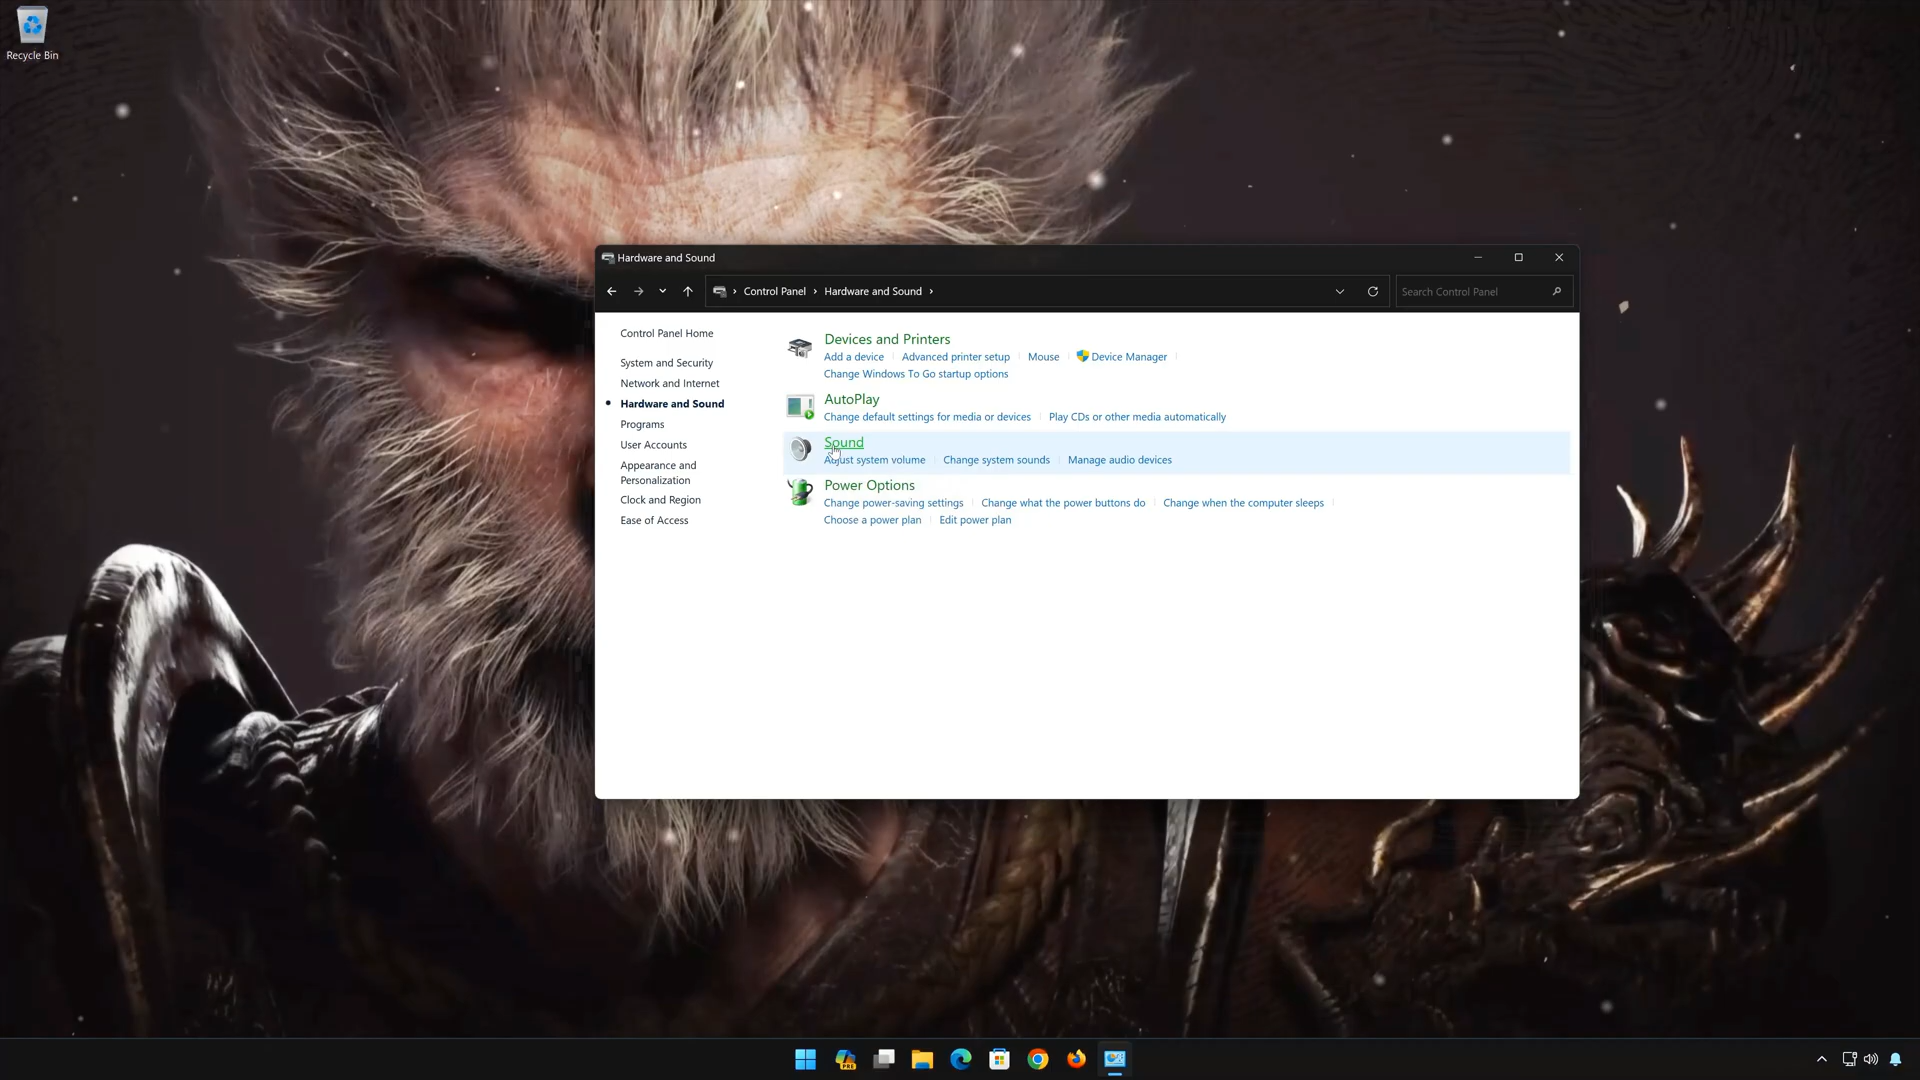 Recycle Bin
Hardware and Sound
Control Panel > Hardware and Sound >
Search Control Panel
Control Panel Home
System and Security
Network and Internet
Hardware and Sound
Programs
User Accounts
Appearance and
Personalization
Clock and Region
Ease of Access
Devices and Printers
Add a device
Advanced printer setup
Mouse
Device Manager
Change Windows To Go startup options
AutoPlay
Change default settings for media or devices
Play CDs or other media automatically
Sound
Adjust system volume
Change system sounds
Manage audio devices
Power Options
Change power-saving settings
Change what the power buttons do
Change when the computer sleeps
Choose a power plan
Edit power plan
PRE